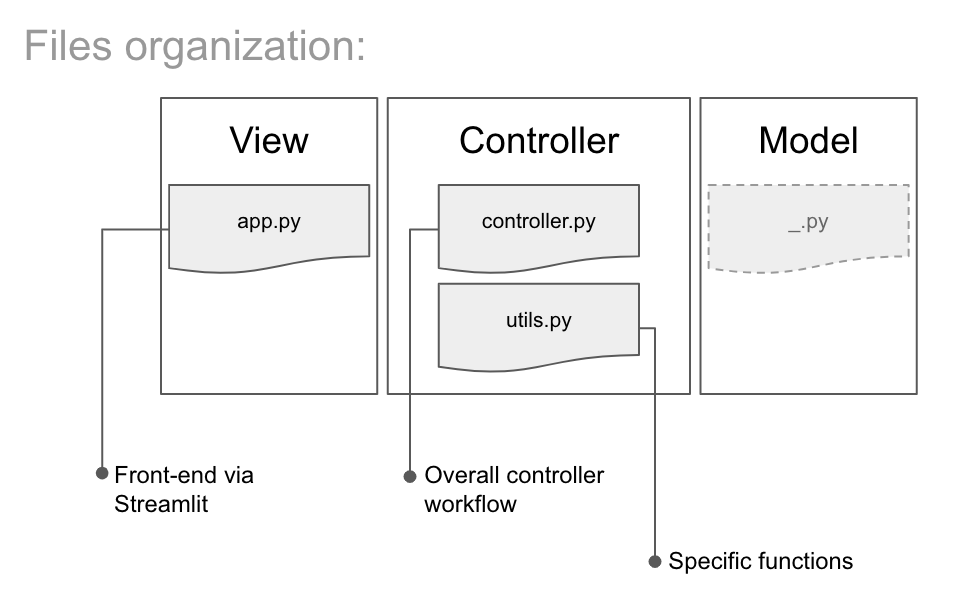 Files organization:
View
Controller
Model
app.py
controller.py
_.py
utils.py
Front-end via
Streamlit
Overall controller
workflow
Specific functions